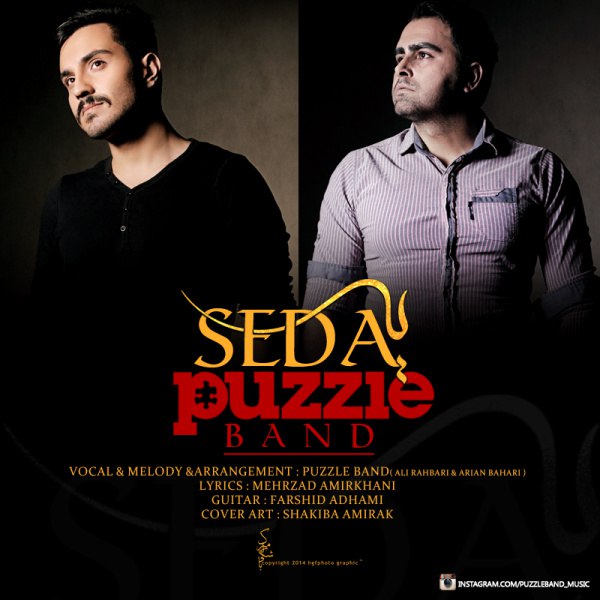 SEDA
puzzle
BAND
VOCAL & MELODY &ARRANGEMENT : PUZZLE BAND( ALI RAHBARI & ARIAN BAHARI )
LYRICS : MEHRZAD AMIRKHANI
GUITAR : FARSHID ADHAMI
COVER ART : SHAKIBA AMIRAK
copyright 2014 hgfphoto graphic
INSTAGRAM.COM/PUZZLEBAND_MUSIC